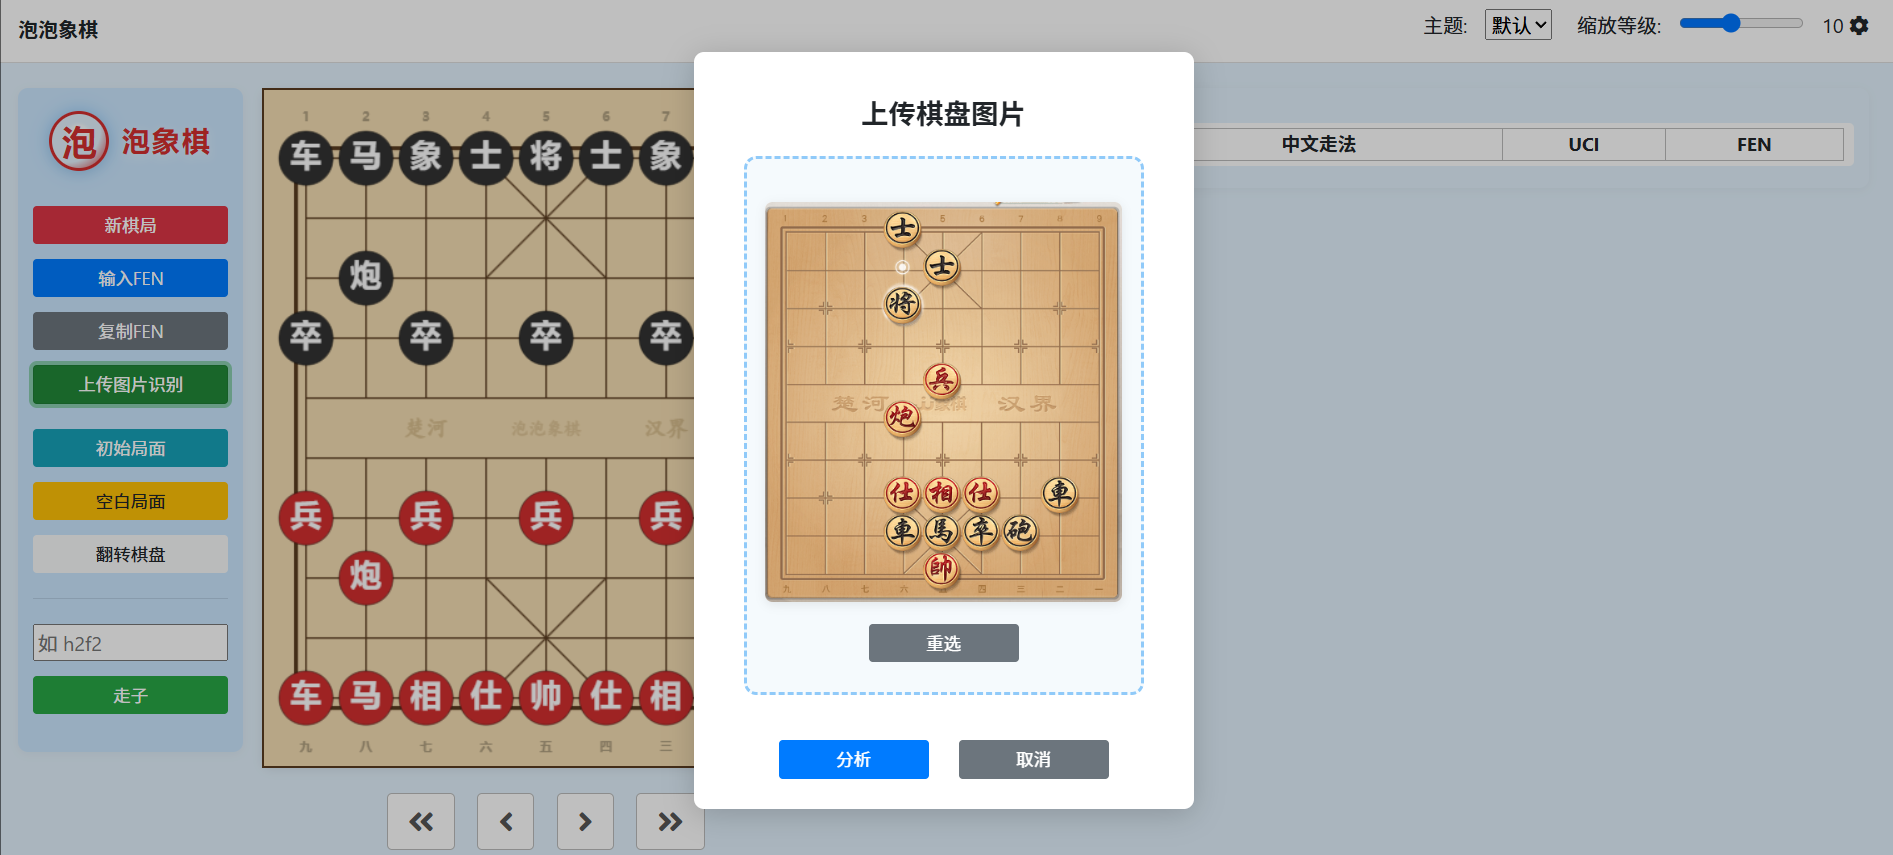 泡泡象棋
主题: 默认 缩放等级: 10
泡 泡象棋
新棋局
输入FEN
复制FEN
上传图片识别
初始局面
空白局面
翻转棋盘
如 h2f2
走子
1 2 3 4 5 6 7
车 马 象 士 将 士 象
炮
卒 卒 卒 卒
楚河 泡泡象棋 汉界
兵 兵 兵 兵
炮
车 马 相 仕 帅 仕 相
九 八 七 六 五 四 三
上传棋盘图片
1 2 3 5 6 7 8 9
士
士
将
兵
楚河 象棋 汉界
炮
仕 相 仕 車
車 馬 卒 砲
帥
九 八 七 六 四 三 二 一
重选
分析 取消
中文走法 UCI FEN